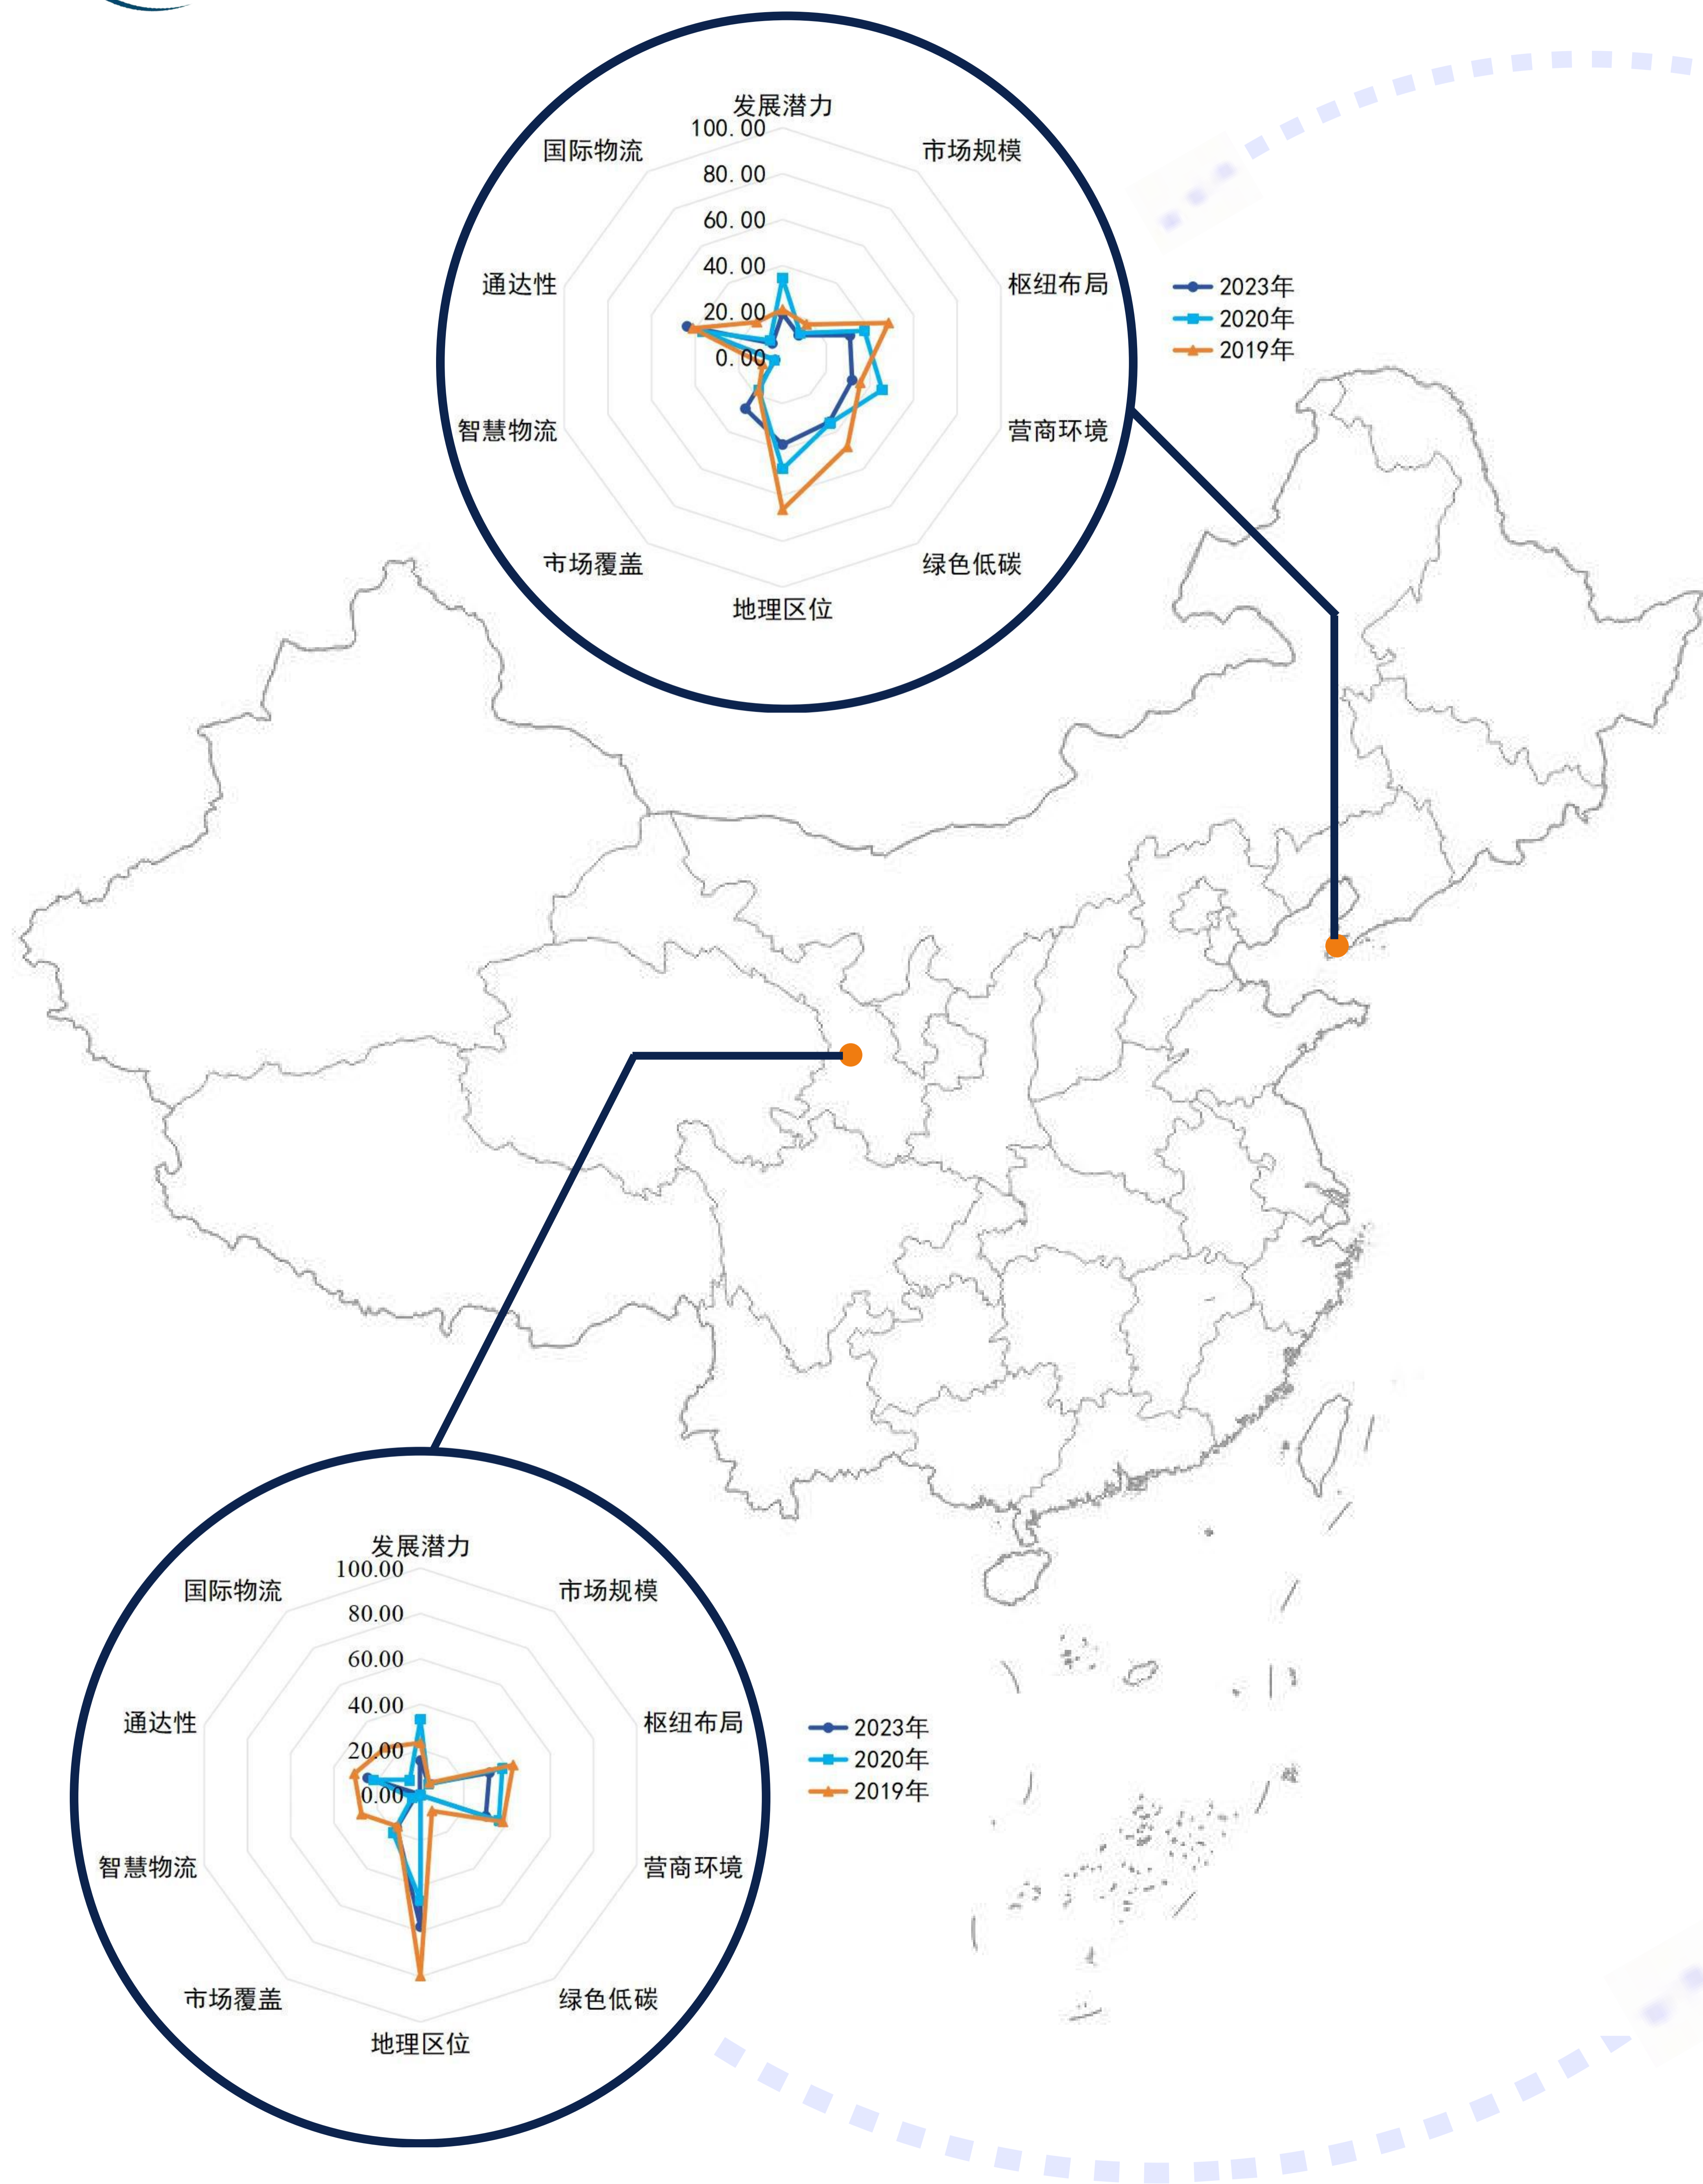 发展潜力
100.00
国际物流
市场规模
80.00
60.00
40.00
通达性
枢纽布局
20.00
0.00
智慧物流
营商环境
市场覆盖
绿色低碳
地理区位
2023年
2020年
2019年
发展潜力
100.00
国际物流
市场规模
80.00
60.00
40.00
通达性
枢纽布局
20.00
0.00
智慧物流
营商环境
市场覆盖
绿色低碳
地理区位
2023年
2020年
2019年